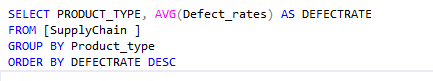 SELECT PRODUCT_TYPE, AVG(Defect_rates) AS DEFECTRATE
FROM [SupplyChain ]
GROUP BY Product_type
ORDER BY DEFECTRATE DESC